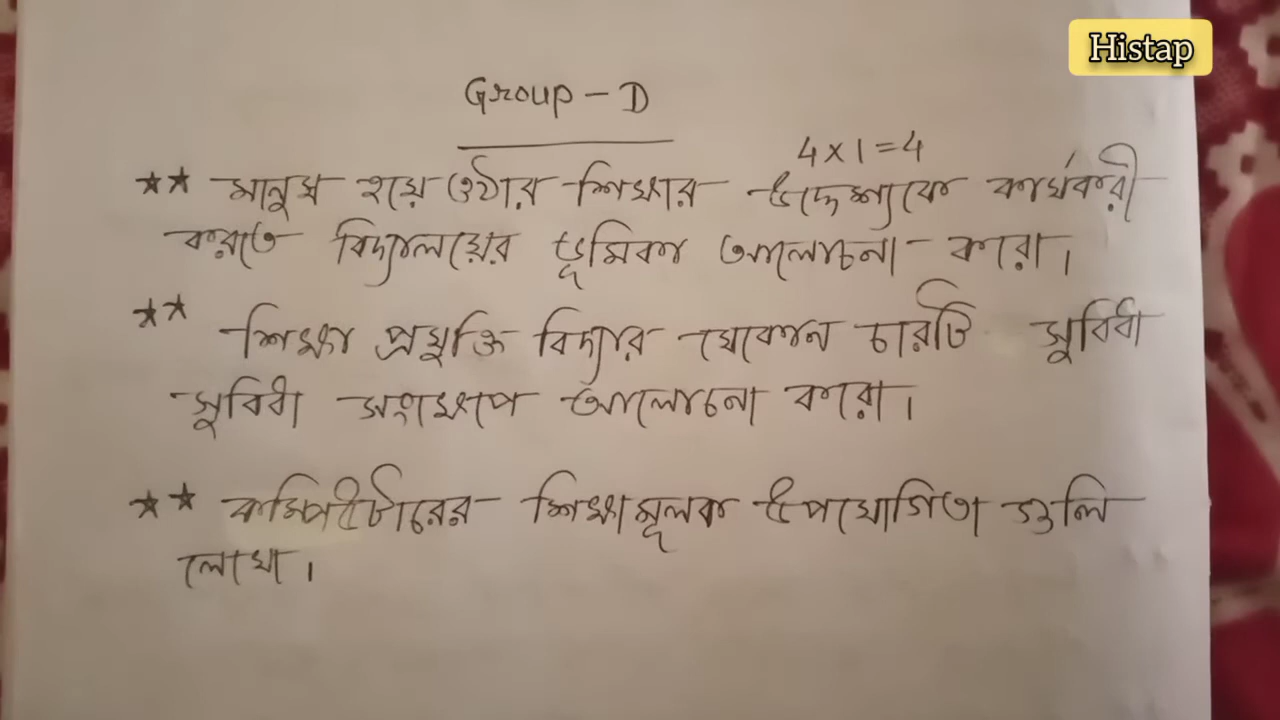 Histap
Group - D
4 x 1 = 4
** মানুষ হয়ে ওঠার শিক্ষার উদ্দেশ্যকে কার্যকরী
করতে বিদ্যালয়ের ভূমিকা আলোচনা করো।
** শিক্ষা প্রযুক্তি বিদ্যার যেকোন চারটি সুবিধা
সুবিধা সংক্ষেপে আলোচনা করো।
** কম্পিউটারের শিক্ষামূলক উপযোগিতা গুলি
লেখো।